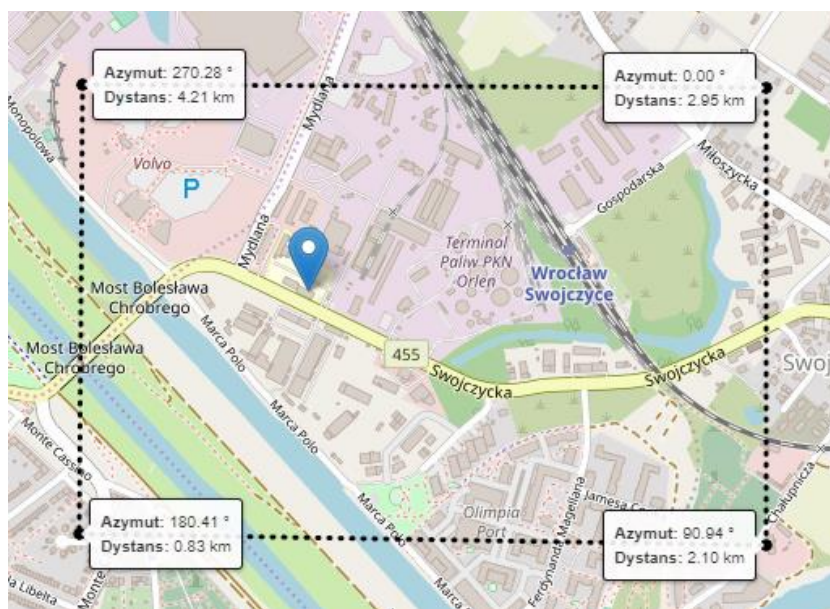 Azymut: 270.28 °
Dystans: 4.21 km
Azymut: 0.00 °
Dystans: 2.95 km
Monopolowa
Mydlana
Miłoszycka
Volvo
P
Gospodarska
Mydlana
Terminal
Paliw PKN
Orlen
Wrocław
Swojczyce
Most Bolesława
Chrobrego
Marca Polo
Most Bolesława
Chrobrego
455
Swojczycka
Swojczycka
Swoj
Marca Polo
Monte Cassino
Chałupnicza
Marca Polo
Olimpia
Port
Ferdynanda Magellana
Jamesa
Azymut: 180.41 °
Dystans: 0.83 km
Azymut: 90.94 °
Dystans: 2.10 km
Monte
Libelta